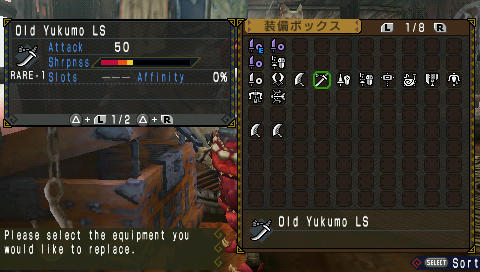 Old Yukumo LS
Attack 50
Shrpnss
RARE-1 Slots --- Affinity 0%
△+L 1/2 △+R
装備ボックス L 1/8 R
E
Old Yukumo LS
Please select the equipment you
would like to replace.
SELECT Sort